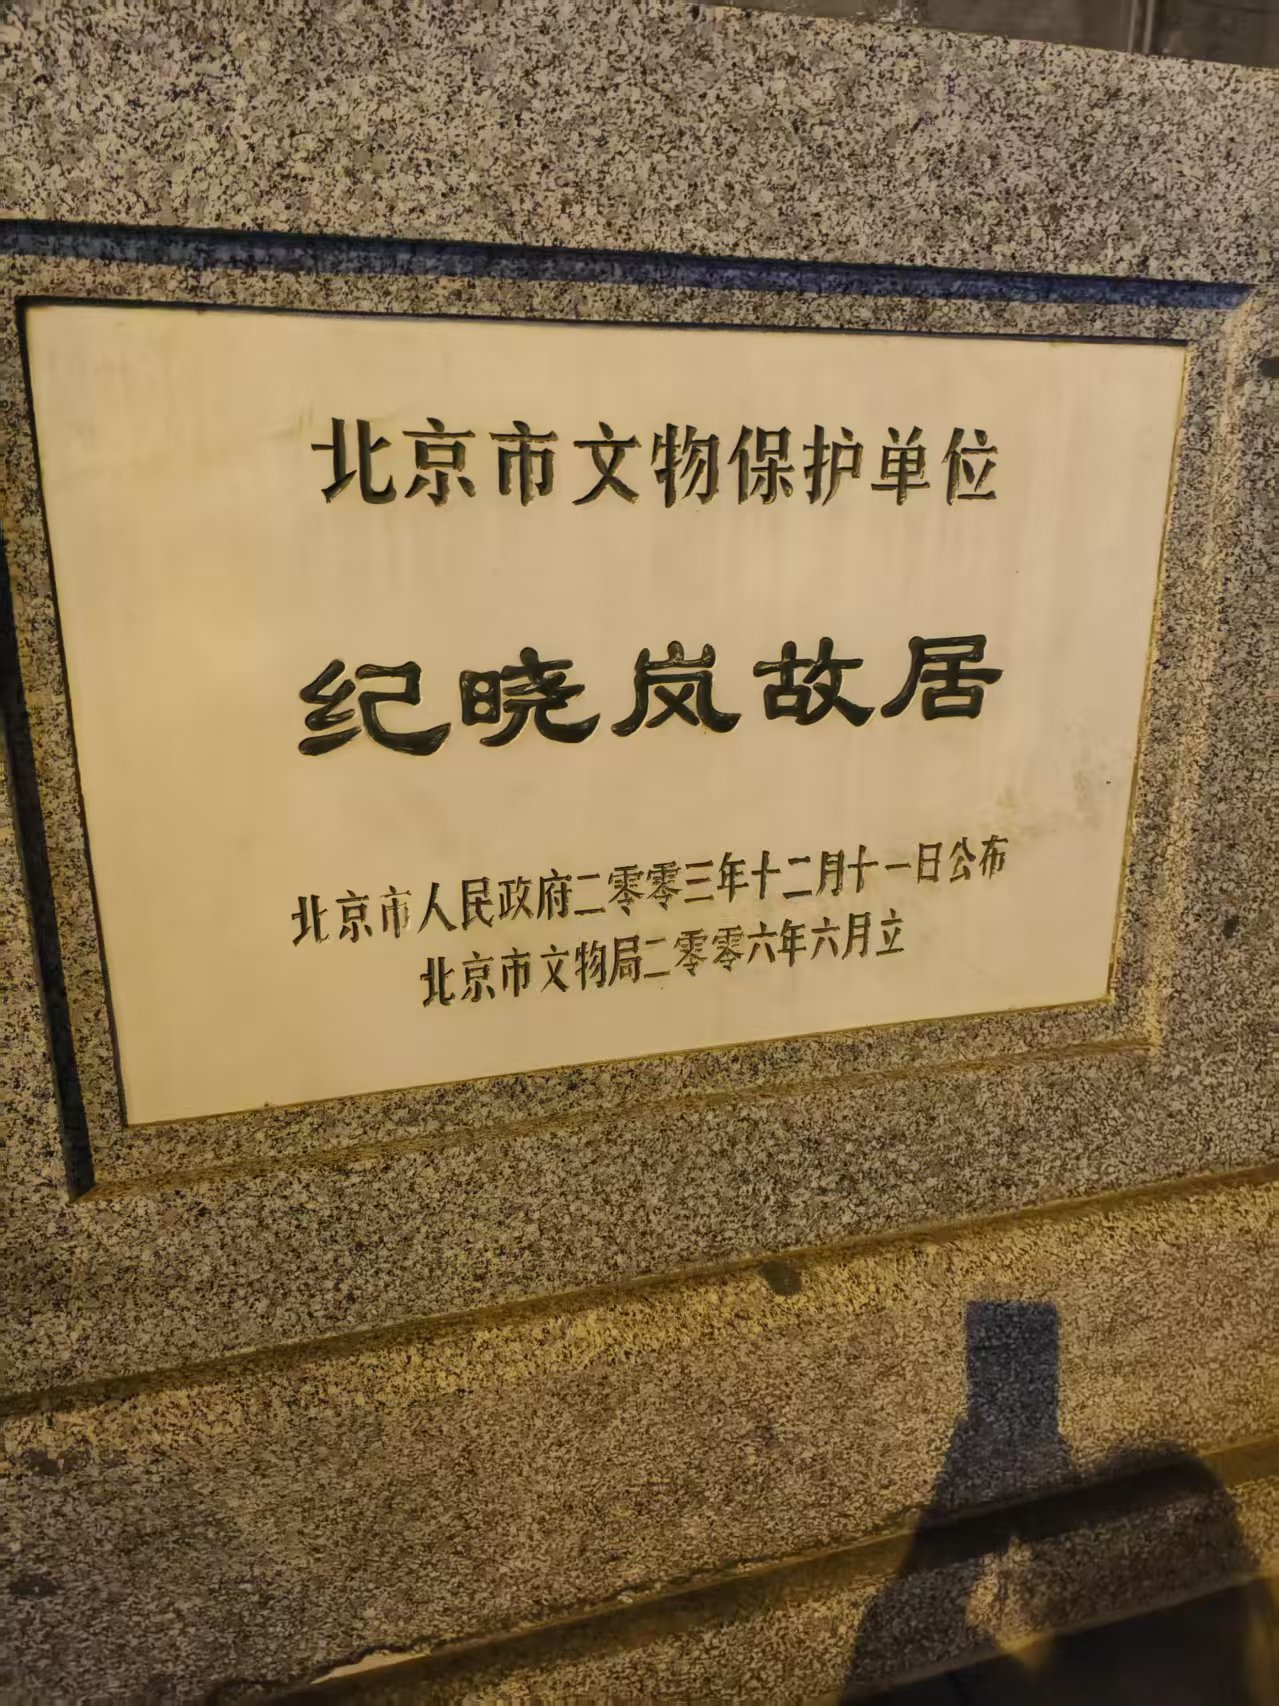 北京市文物保护单位
纪晓岚故居
北京市人民政府二零零三年十二月十一日公布
北京市文物局二零零六年六月立